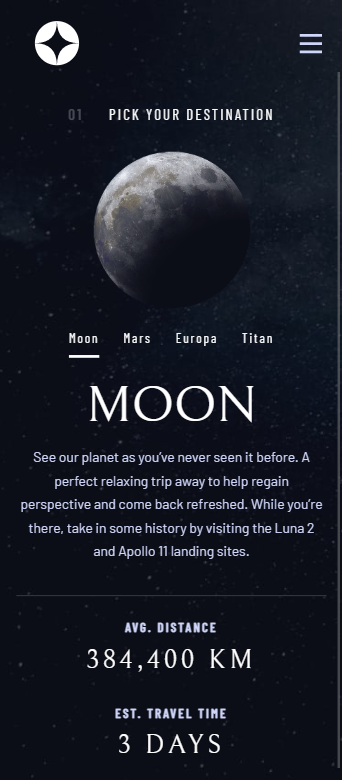 01 PICK YOUR DESTINATION
Moon Mars Europa Titan
MOON
See our planet as you’ve never seen it before. A
perfect relaxing trip away to help regain
perspective and come back refreshed. While you’re
there, take in some history by visiting the Luna 2
and Apollo 11 landing sites.
AVG. DISTANCE
384,400 KM
EST. TRAVEL TIME
3 DAYS